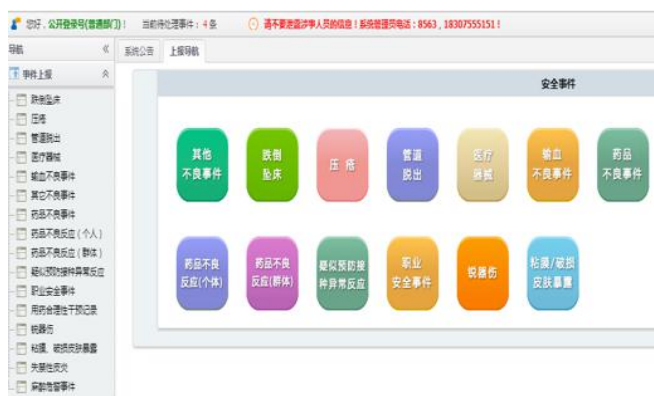 您好，公开登录号(普通部门)！ 当前待处理事件：4 条 请不要泄露涉事人员的信息！系统管理员电话：8563，18307555151！
导航
系统公告 上报导航
事件上报
安全事件
跌倒坠床
压疮
管道脱出
医疗器械
输血不良事件
其它不良事件
药品不良事件
药品不良反应（个人）
药品不良反应（群体）
疑似预防接种异常反应
职业安全事件
用药合理性干预记录
锐器伤
粘膜、破损皮肤暴露
失禁性皮炎
麻醉危害事件
其他
不良事件
跌倒
坠床
压 疮
管道
脱出
医疗
器械
输血
不良事件
药品
不良事件
药品不良
反应(个体)
药品不良
反应(群体)
疑似预防接
种异常反应
职业
安全事件
锐器伤
粘膜/破损
皮肤暴露